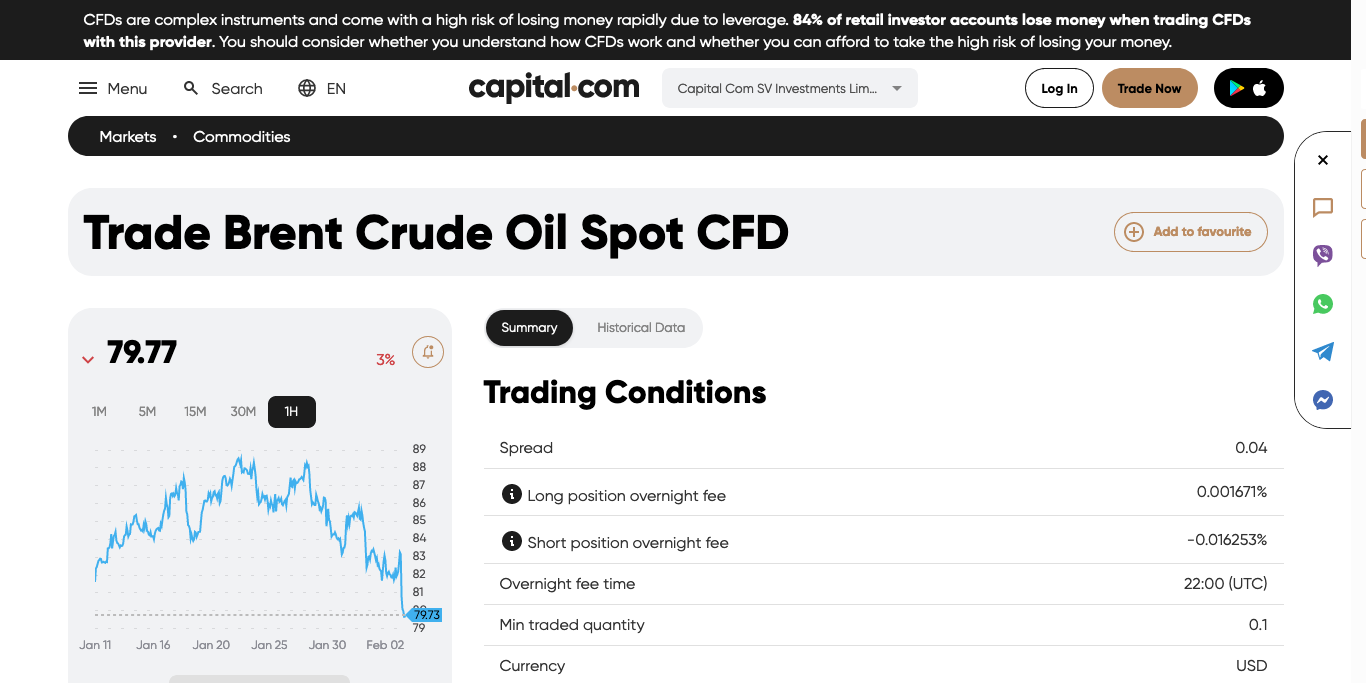 CFDs are complex instruments and come with a high risk of losing money rapidly due to leverage. 84% of retail investor accounts lose money when trading CFDs
with this provider. You should consider whether you understand how CFDs work and whether you can afford to take the high risk of losing your money.
Menu Search EN capital.com Capital Com SV Investments Lim... Log In Trade Now
Markets • Commodities
Trade Brent Crude Oil Spot CFD
Add to favourite
79.77
3%
1M 5M 15M 30M 1H
89
88
87
86
85
84
83
82
81
79.73
79
Jan 11 Jan 16 Jan 20 Jan 25 Jan 30 Feb 02
Summary Historical Data
Trading Conditions
Spread 0.04
Long position overnight fee 0.001671%
Short position overnight fee -0.016253%
Overnight fee time 22:00 (UTC)
Min traded quantity 0.1
Currency USD